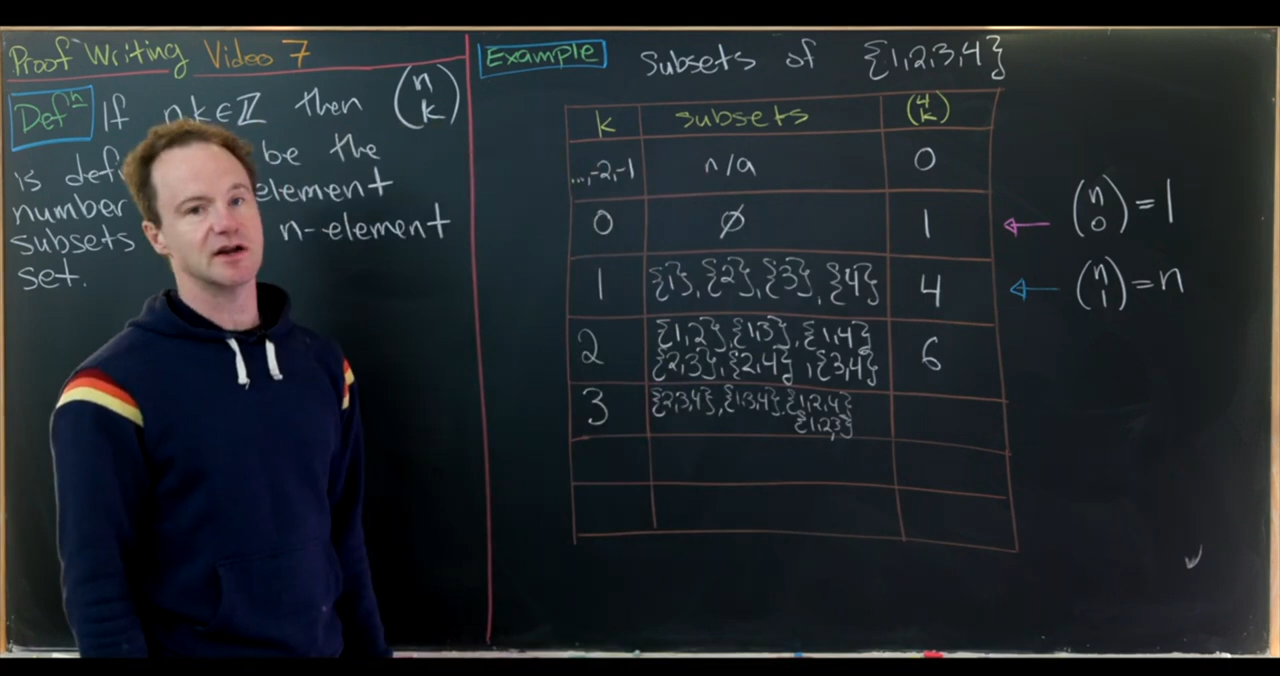 Proof Writing Video 7
Defⁿ If n,k∈ℤ then (n k)
is defi be the
number element
subsets n-element
set.
Example Subsets of {1,2,3,4}
k subsets (4 k)
...,-2,-1 n/a 0
0 ∅ 1 ← (n 0) = 1
1 {1}, {2}, {3}, {4} 4 ← (n 1) = n
2 {1,2}, {1,3}, {1,4} 6
{2,3}, {2,4}, {3,4}
3 {2,3,4}, {1,3,4}, {1,2,4}
{1,2,3}